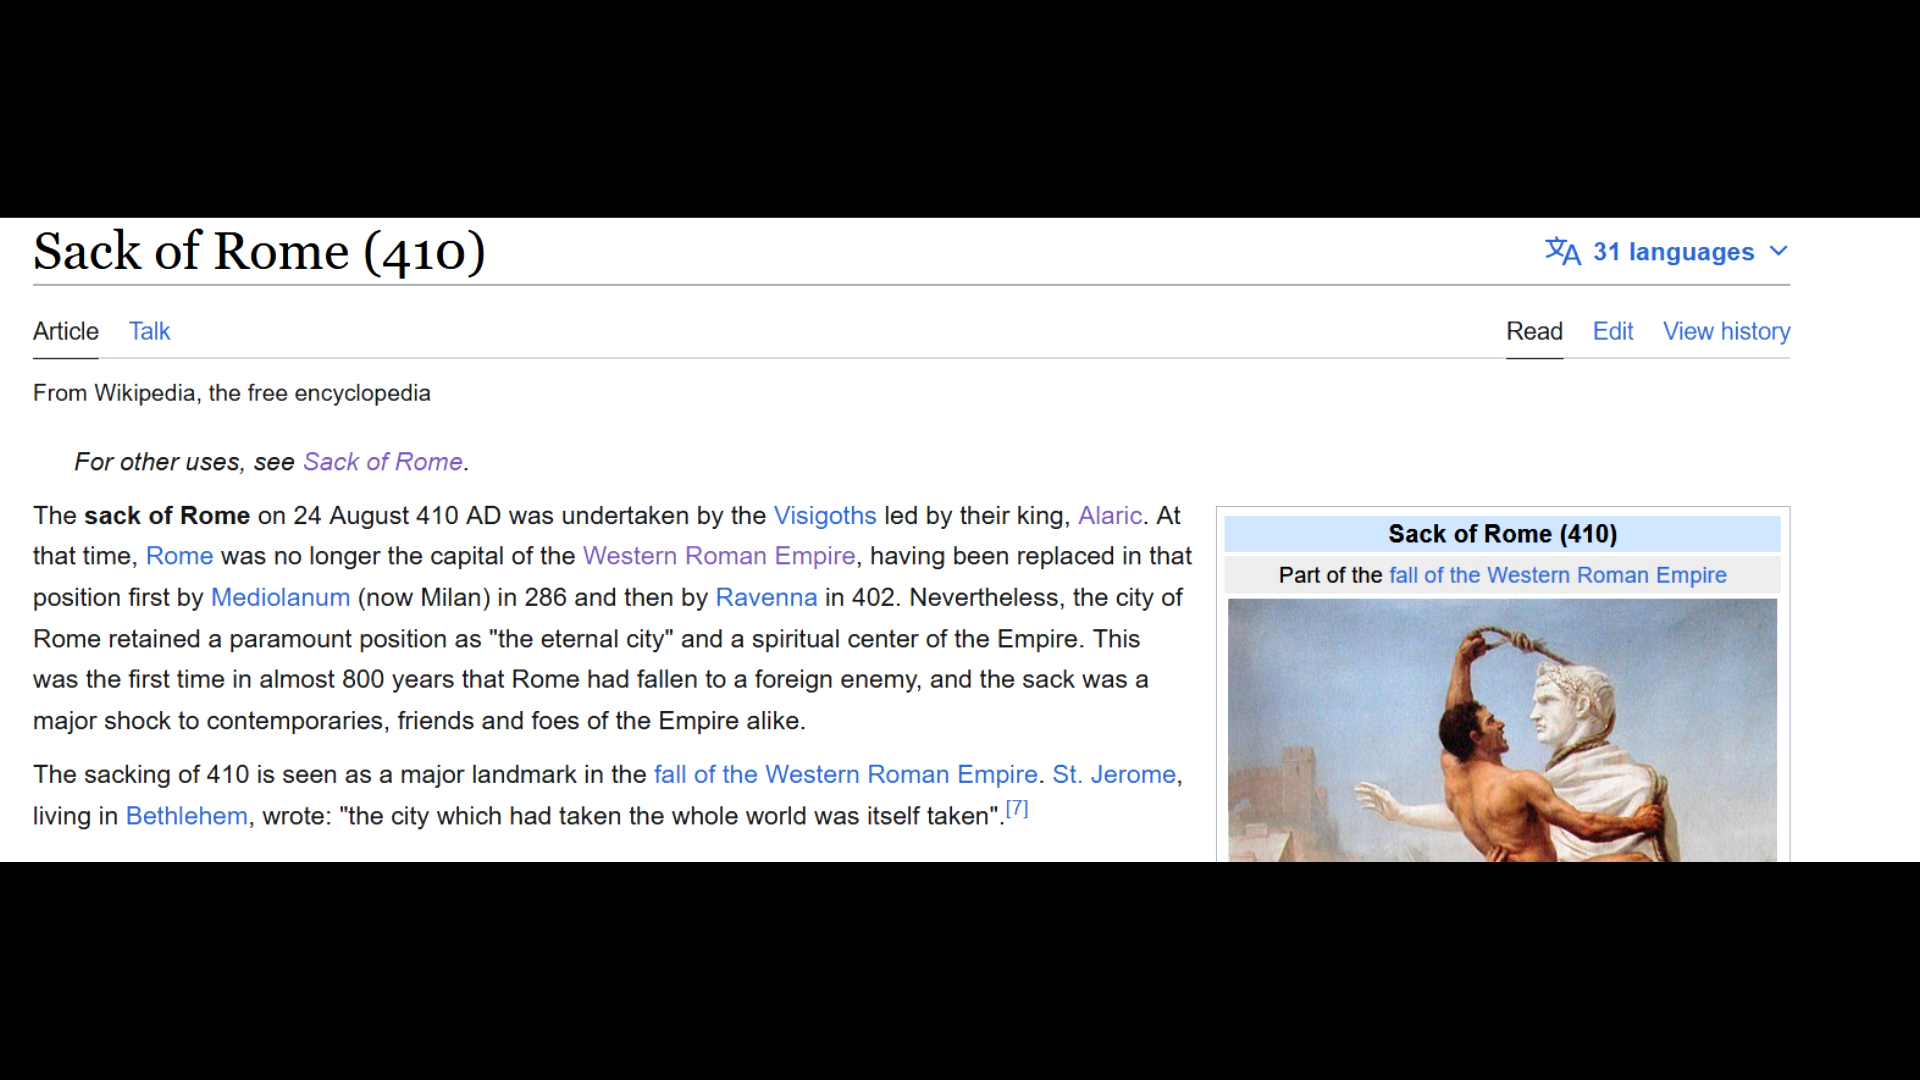 Sack of Rome (410)
31 languages
Article Talk
Read Edit View history
From Wikipedia, the free encyclopedia
For other uses, see Sack of Rome.
The sack of Rome on 24 August 410 AD was undertaken by the Visigoths led by their king, Alaric. At
that time, Rome was no longer the capital of the Western Roman Empire, having been replaced in that
position first by Mediolanum (now Milan) in 286 and then by Ravenna in 402. Nevertheless, the city of
Rome retained a paramount position as "the eternal city" and a spiritual center of the Empire. This
was the first time in almost 800 years that Rome had fallen to a foreign enemy, and the sack was a
major shock to contemporaries, friends and foes of the Empire alike.
The sacking of 410 is seen as a major landmark in the fall of the Western Roman Empire. St. Jerome,
living in Bethlehem, wrote: "the city which had taken the whole world was itself taken".[7]
Sack of Rome (410)
Part of the fall of the Western Roman Empire